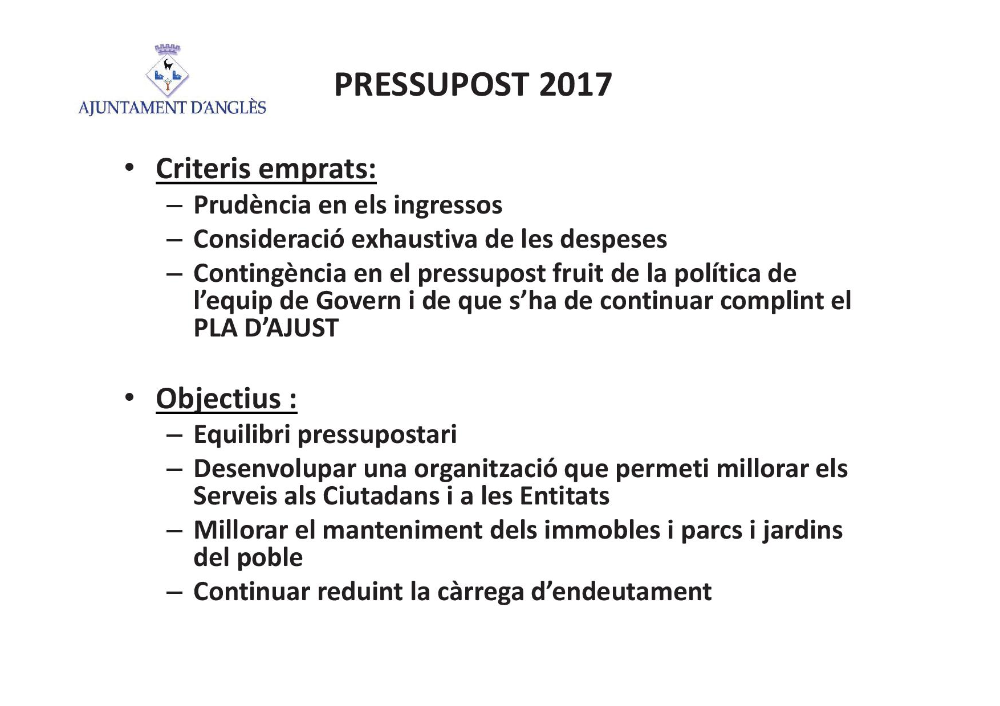 AJUNTAMENT D´ANGLÈS
PRESSUPOST 2017
• Criteris emprats:
– Prudència en els ingressos
– Consideració exhaustiva de les despeses
– Contingència en el pressupost fruit de la política de
l’equip de Govern i de que s’ha de continuar complint el
PLA D’AJUST
• Objectius :
– Equilibri pressupostari
– Desenvolupar una organització que permeti millorar els
Serveis als Ciutadans i a les Entitats
– Millorar el manteniment dels immobles i parcs i jardins
del poble
– Continuar reduint la càrrega d’endeutament